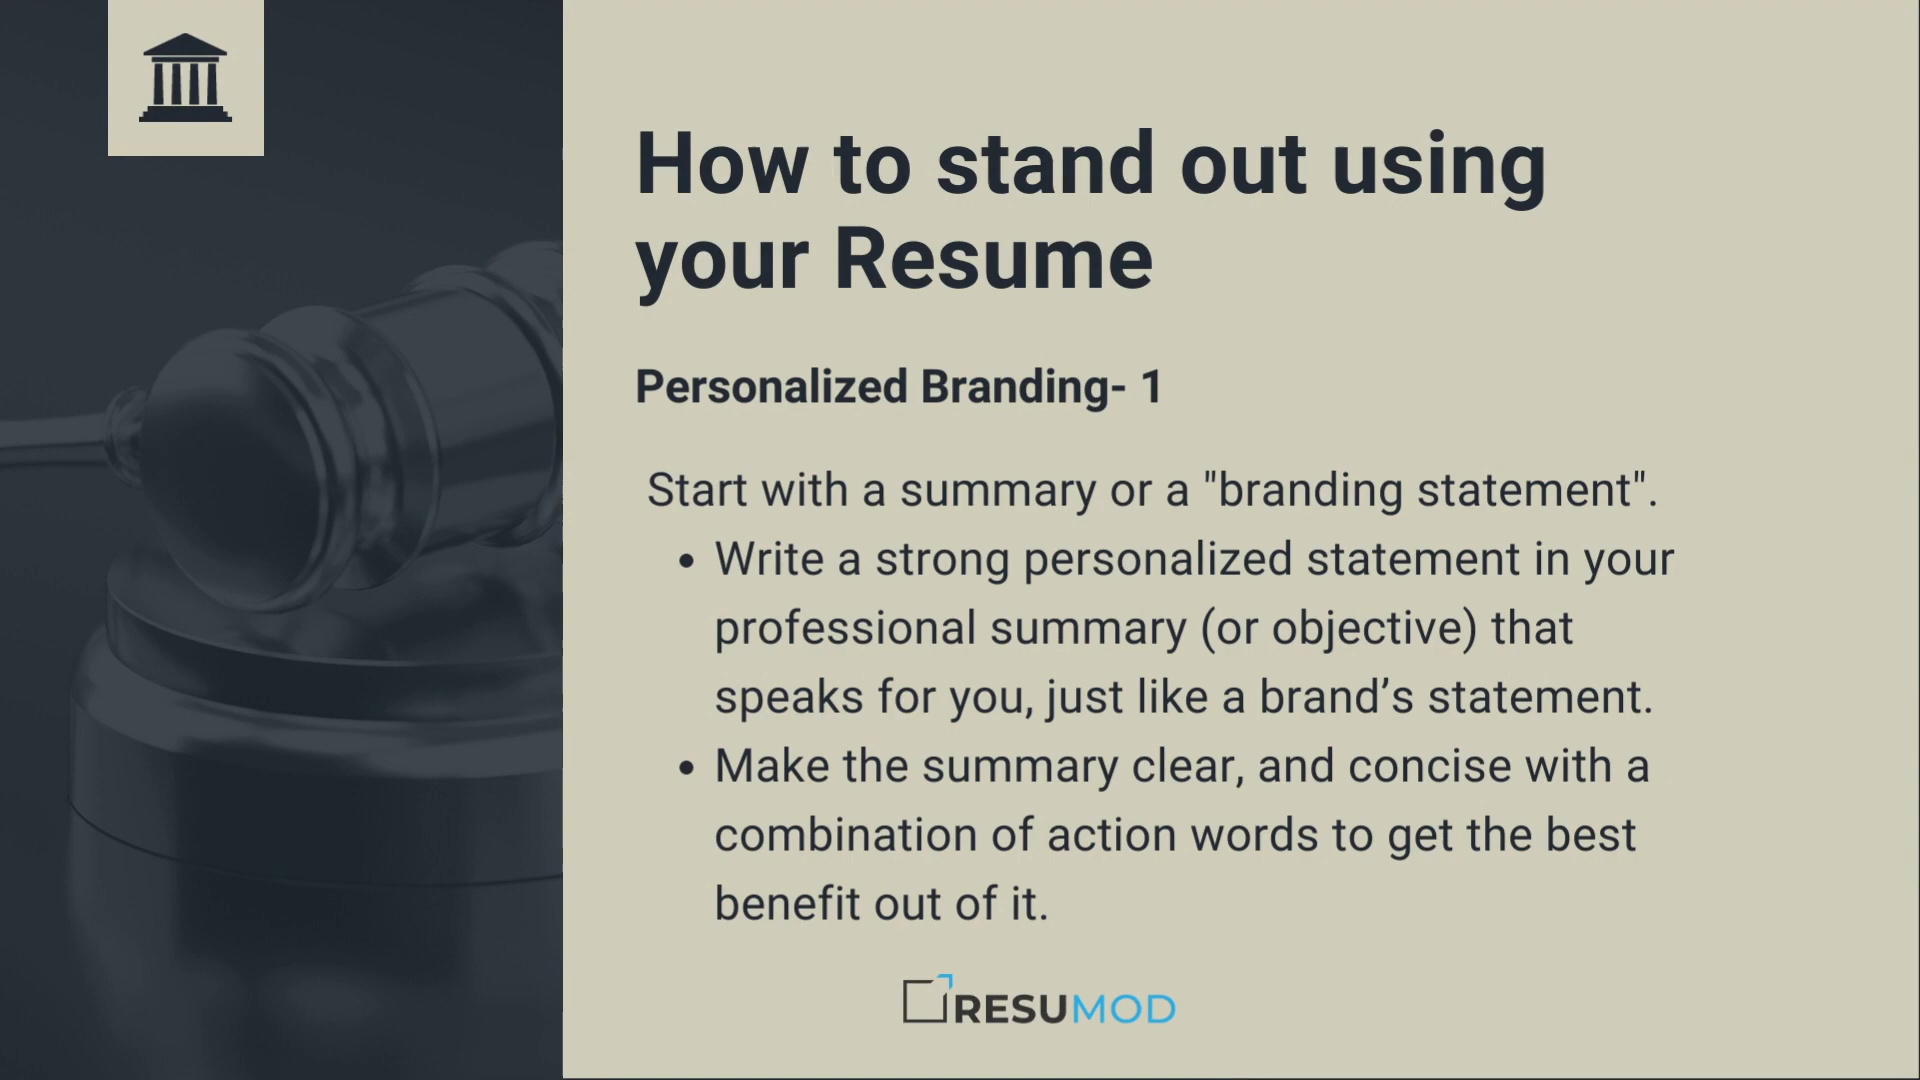 How to stand out using
your Resume
Personalized Branding- 1
Start with a summary or a "branding statement".
• Write a strong personalized statement in your
professional summary (or objective) that
speaks for you, just like a brand’s statement.
• Make the summary clear, and concise with a
combination of action words to get the best
benefit out of it.
RESUMOD